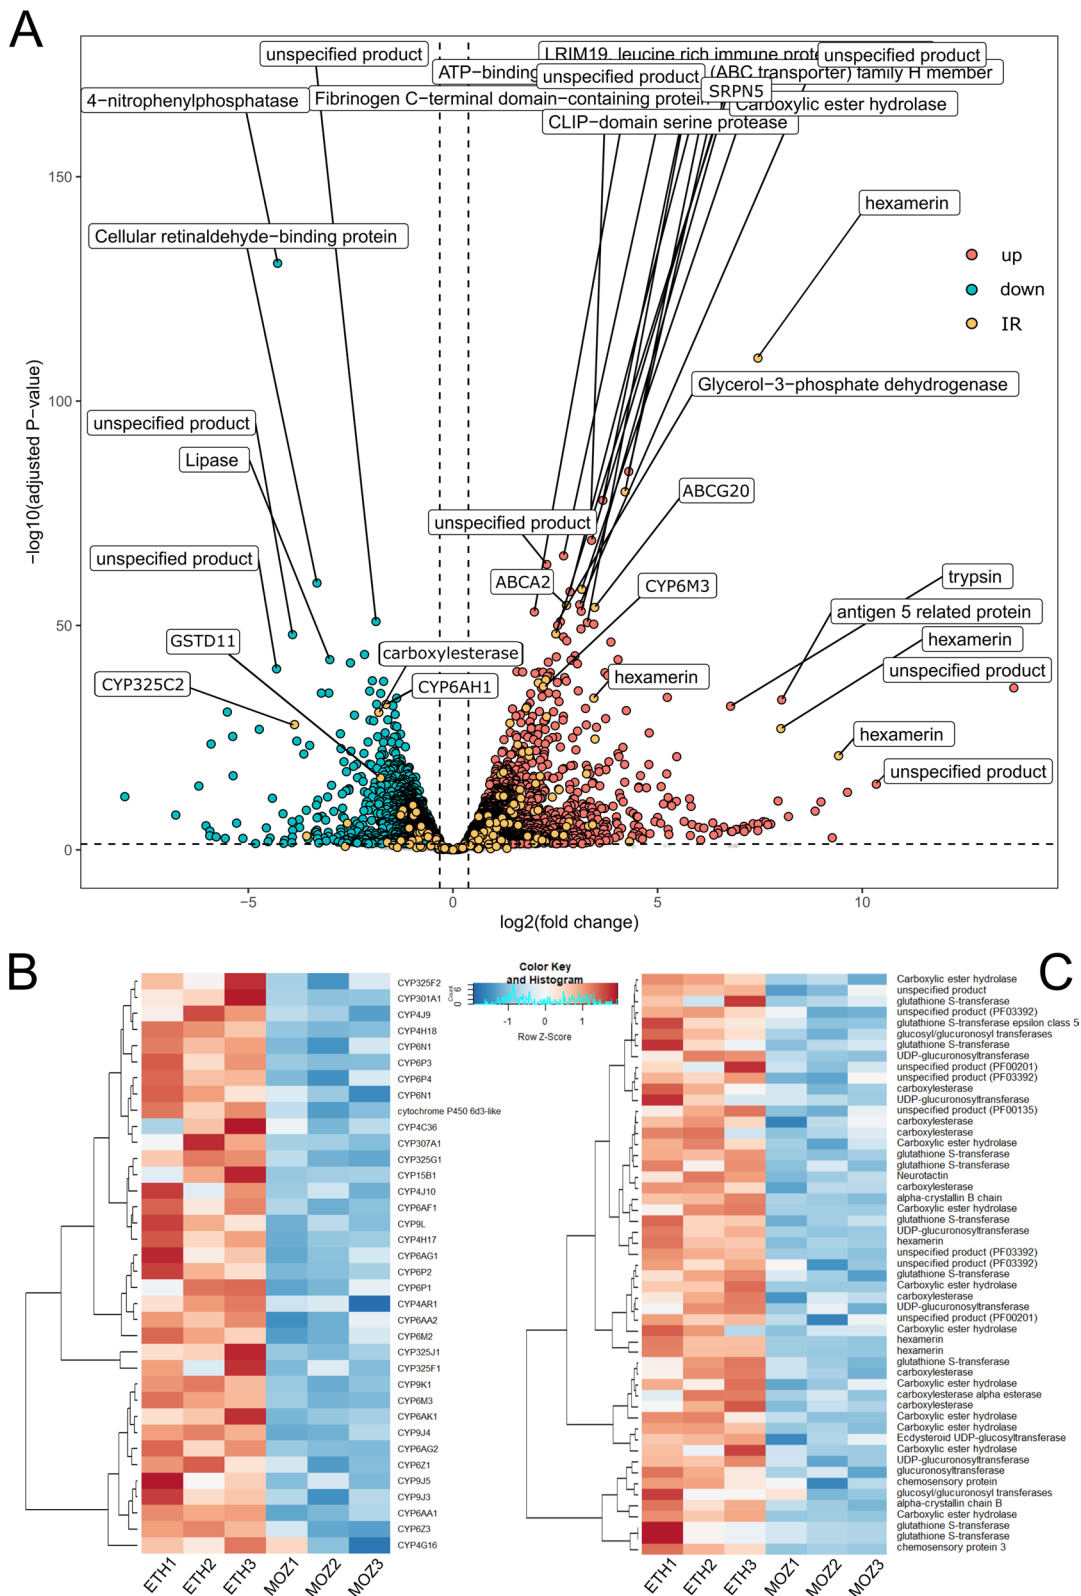 A
unspecified product
LRIM19, leucine rich immune
unspecified product
ATP-binding
unspecified product
(ABC transporter) family H member
4-nitrophenylphosphatase
Fibrinogen C-terminal domain-containing protein
SRPN5
Carboxylic ester hydrolase
CLIP-domain serine protease
150
hexamerin
Cellular retinaldehyde-binding protein
up
down
IR
100
Glycerol-3-phosphate dehydrogenase
unspecified product
Lipase
ABCG20
unspecified product
unspecified product
ABCA2
CYP6M3
trypsin
antigen 5 related protein
50
GSTD11
carboxylesterase
hexamerin
unspecified product
CYP325C2
CYP6AH1
hexamerin
hexamerin
unspecified product
0
-log10(adjusted P-value)
-5
0
5
10
log2(fold change)
B
Color Key
and Histogram
Count
0
6
-1
0
1
Row Z-Score
CYP325F2
CYP301A1
CYP4J9
CYP4H18
CYP6N1
CYP6P3
CYP6P4
CYP6N1
cytochrome P450 6d3-like
CYP4C36
CYP307A1
CYP325G1
CYP15B1
CYP4J10
CYP6AF1
CYP9L
CYP4H17
CYP6AG1
CYP6P2
CYP6P1
CYP4AR1
CYP6AA2
CYP6M2
CYP325J1
CYP325F1
CYP9K1
CYP6M3
CYP6AK1
CYP9J4
CYP6AG2
CYP6Z1
CYP9J5
CYP9J3
CYP6AA1
CYP6Z3
CYP4G16
ETH1
ETH2
ETH3
MOZ1
MOZ2
MOZ3
C
Carboxylic ester hydrolase
unspecified product
glutathione S-transferase
unspecified product (PF03392)
glutathione S-transferase epsilon class 5
glucosyl/glucuronosyl transferases
glutathione S-transferase
UDP-glucuronosyltransferase
unspecified product (PF00201)
unspecified product (PF03392)
carboxylesterase
UDP-glucuronosyltransferase
unspecified product (PF00135)
carboxylesterase
carboxylesterase
Carboxylic ester hydrolase
glutathione S-transferase
glutathione S-transferase
Neurotactin
carboxylesterase
alpha-crystallin B chain
Carboxylic ester hydrolase
glutathione S-transferase
UDP-glucuronosyltransferase
hexamerin
unspecified product (PF03392)
unspecified product (PF03392)
glutathione S-transferase
Carboxylic ester hydrolase
carboxylesterase
UDP-glucuronosyltransferase
unspecified product (PF00201)
Carboxylic ester hydrolase
hexamerin
hexamerin
glutathione S-transferase
carboxylesterase
Carboxylic ester hydrolase
carboxylesterase alpha esterase
carboxylesterase
Carboxylic ester hydrolase
Carboxylic ester hydrolase
Ecdysteroid UDP-glucosyltransferase
Carboxylic ester hydrolase
UDP-glucuronosyltransferase
glucuronosyltransferase
chemosensory protein
glucosyl/glucuronosyl transferases
alpha-crystallin chain B
Carboxylic ester hydrolase
glutathione S-transferase
glutathione S-transferase
chemosensory protein 3
ETH1
ETH2
ETH3
MOZ1
MOZ2
MOZ3